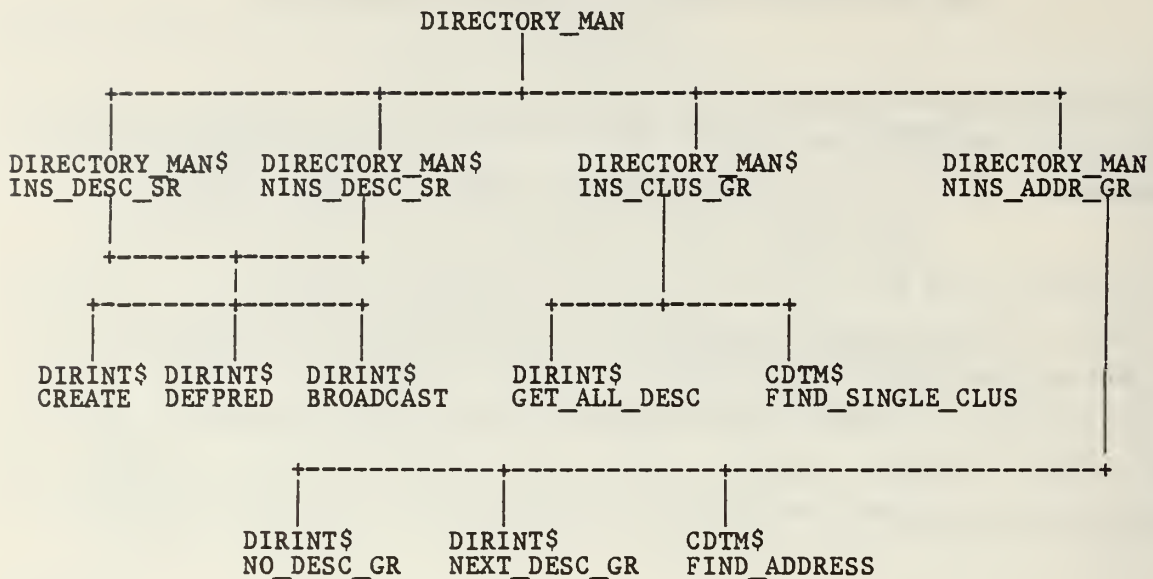 DIRECTORY_MAN
DIRECTORY_MAN$ DIRECTORY_MAN$ DIRECTORY_MAN$ DIRECTORY_MAN
INS_DESC_SR NINS_DESC_SR INS_CLUS_GR NINS_ADDR_GR
DIRINT$ DIRINT$ DIRINT$ DIRINT$ CDTM$
CREATE DEFPRED BROADCAST GET_ALL_DESC FIND_SINGLE_CLUS
DIRINT$ DIRINT$ CDTM$
NO_DESC_GR NEXT_DESC_GR FIND_ADDRESS